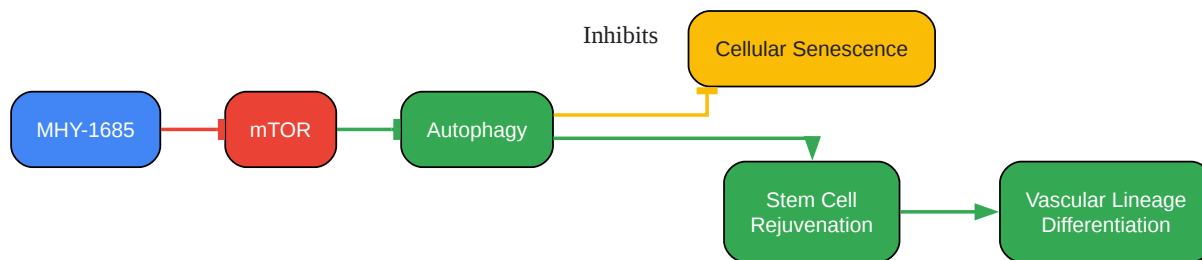 Inhibits
Cellular Senescence
MHY-1685
mTOR
Autophagy
Stem Cell
Rejuvenation
Vascular Lineage
Differentiation